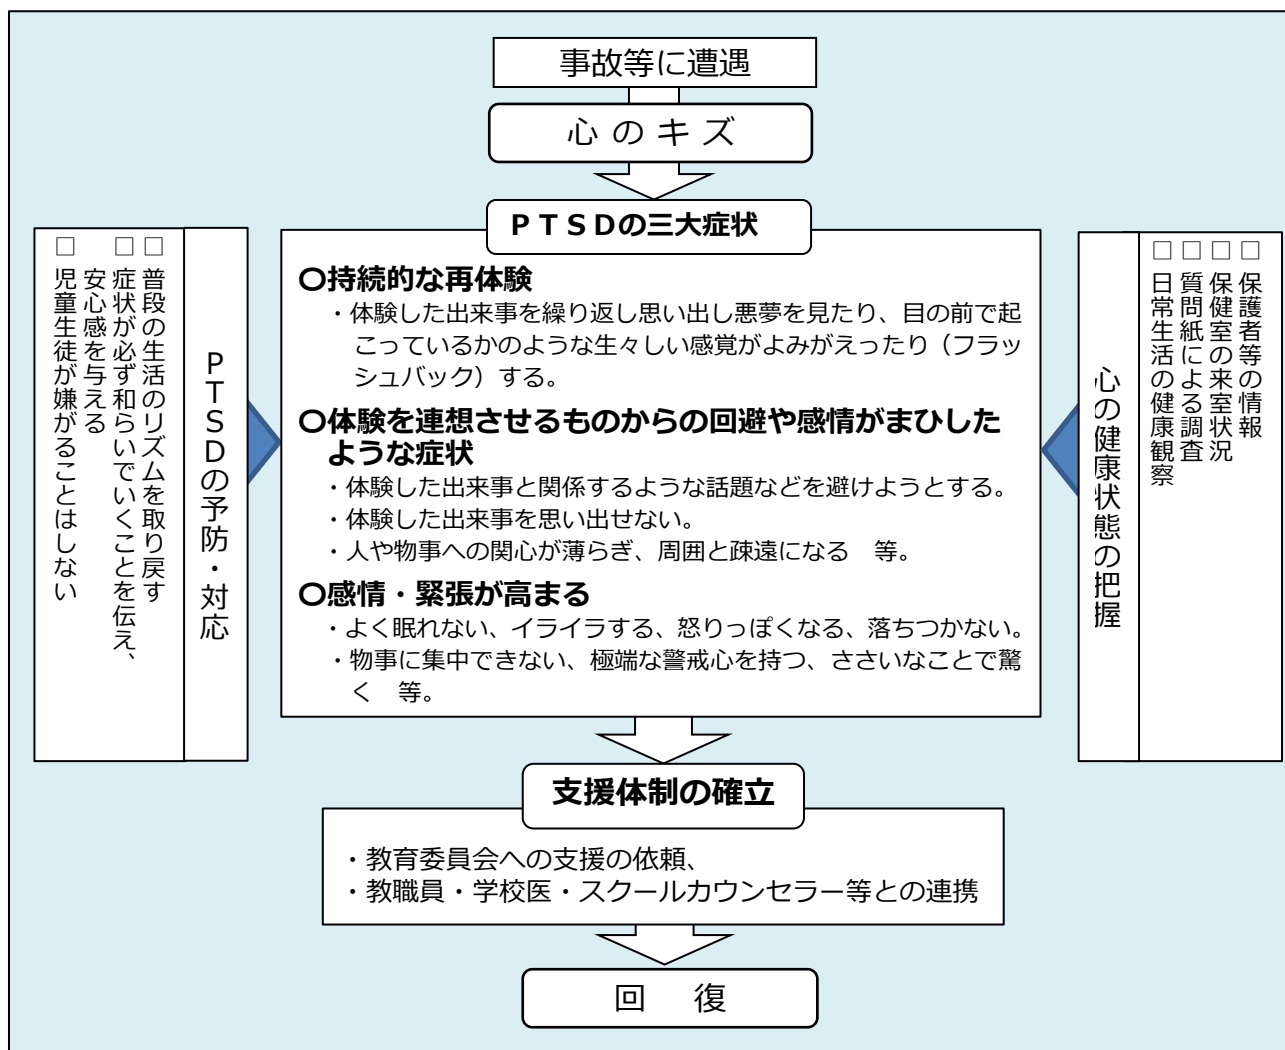 事故等に遭遇
心のキズ
ＰＴＳＤの三大症状
〇持続的な再体験
・体験した出来事を繰り返し思い出し悪夢を見たり、目の前で起
こっているかのような生々しい感覚がよみがえったり（フラッ
シュバック）する。
〇体験を連想させるものからの回避や感情がまひした
ような症状
・体験した出来事と関係するような話題などを避けようとする。
・体験した出来事を思い出せない。
・人や物事への関心が薄らぎ、周囲と疎遠になる　等。
〇感情・緊張が高まる
・よく眠れない、イライラする、怒りっぽくなる、落ちつかない。
・物事に集中できない、極端な警戒心を持つ、ささいなことで驚
く　等。
ＰＴＳＤの予防・対応
□ 普段の生活のリズムを取り戻す
□ 症状が必ず和らいでいくことを伝え、
安心感を与える
□ 児童生徒が嫌がることはしない
□ 保護者等の情報
□ 保健室の来室状況
□ 質問紙による調査
□ 日常生活の健康観察
心の健康状態の把握
支援体制の確立
・教育委員会への支援の依頼、
・教職員・学校医・スクールカウンセラー等との連携
回　復